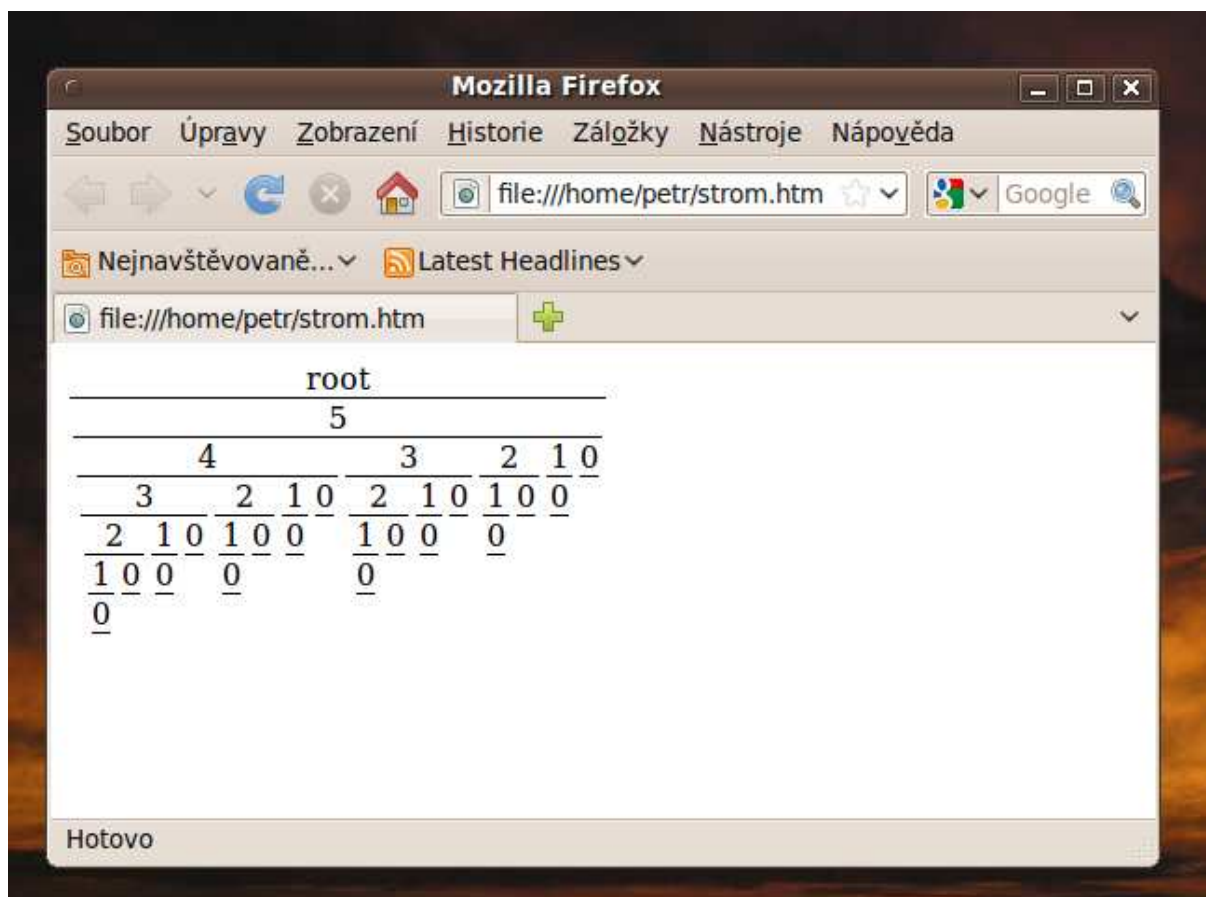 Mozilla Firefox
Soubor Úpravy Zobrazení Historie Záložky Nástroje Nápověda
file:///home/petr/strom.htm Google
Nejnavštěvovaně... Latest Headlines
file:///home/petr/strom.htm
root
5
4 3 2 1 0
3 2 1 0 2 1 0 1 0 0
2 1 0 1 0 0 1 0 0 0
1 0 0 0 0
0
Hotovo